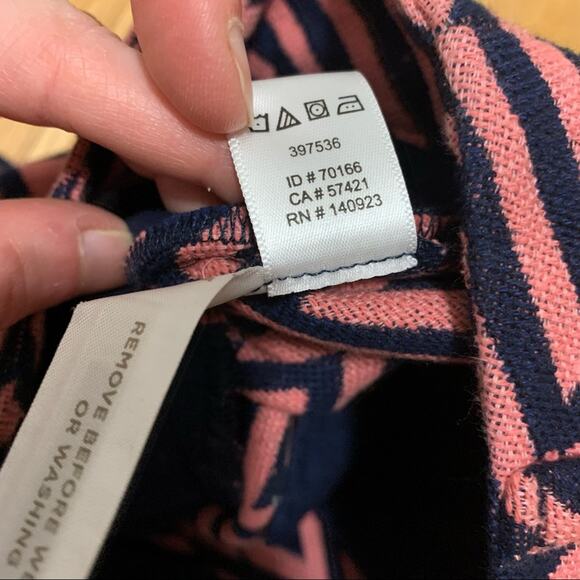 397536
ID # 70166
CA # 57421
RN # 140923
REMOVE BEFORE
OR WASHING